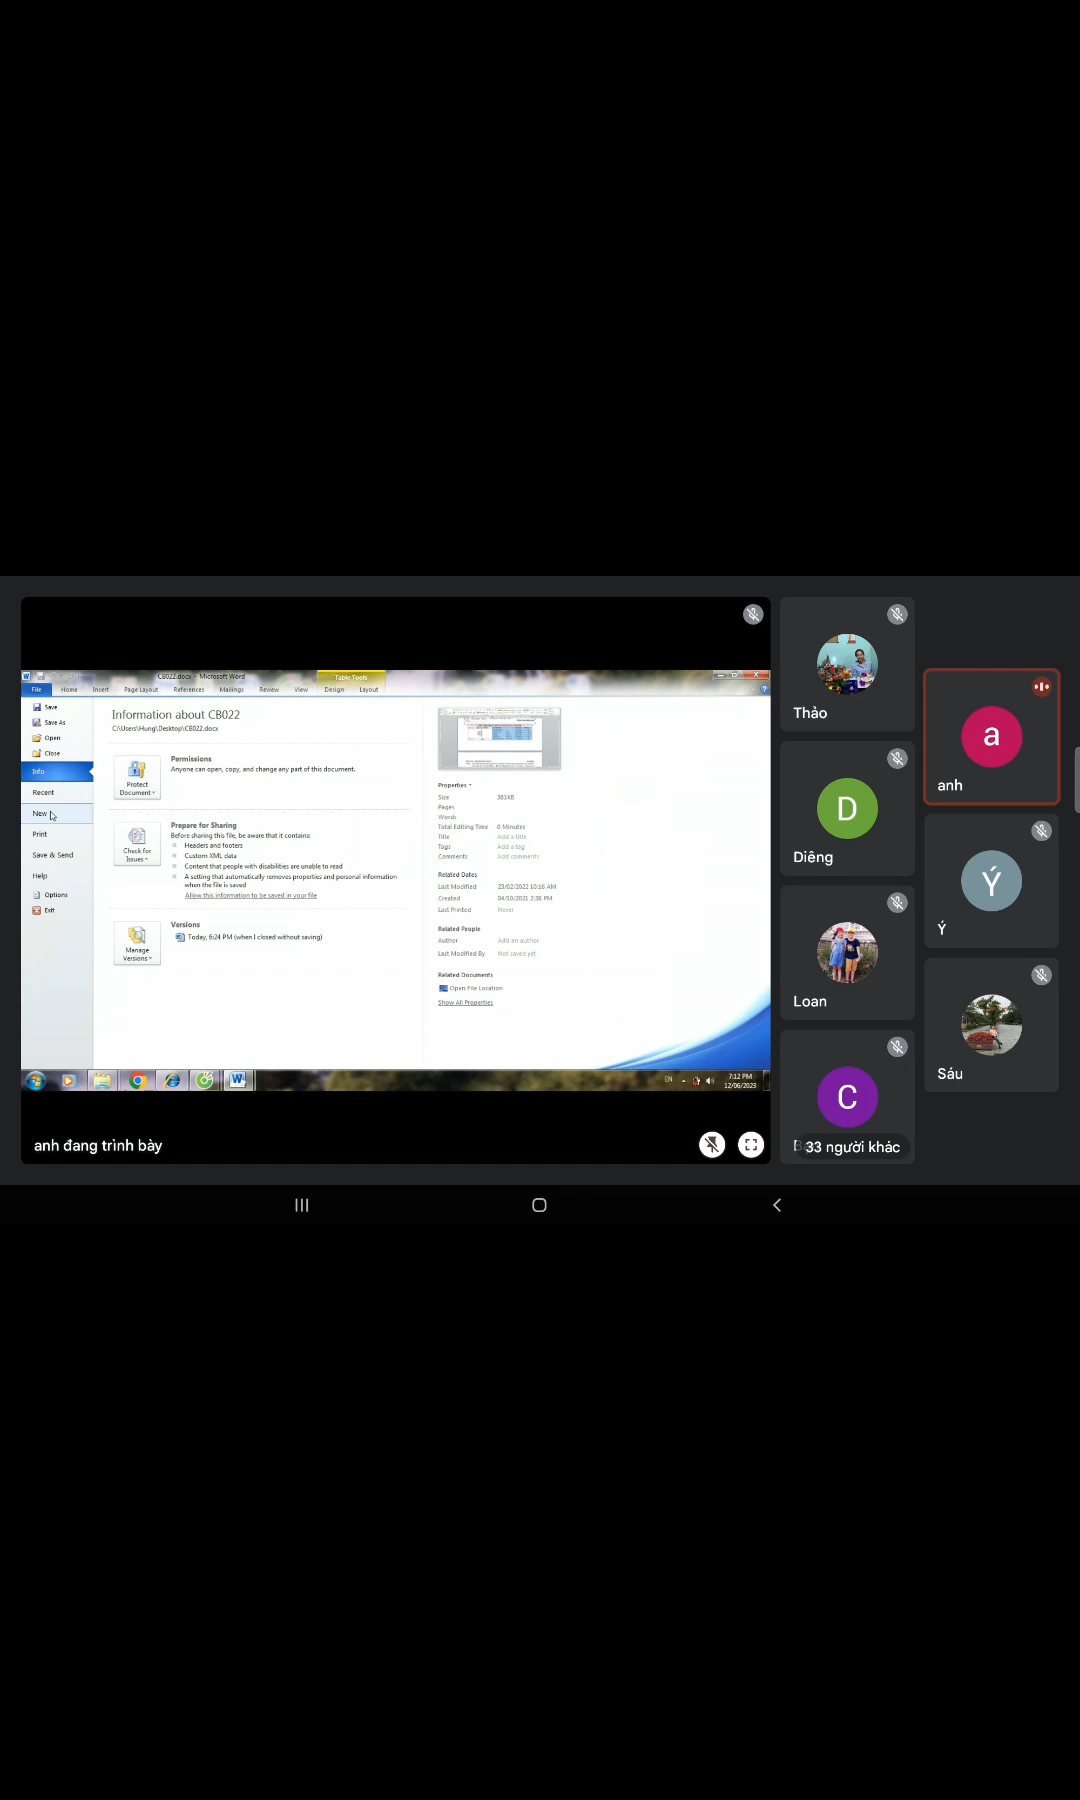 CB022.docx - Microsoft Word
Table Tools
File Home Insert Page Layout References Mailings Review View Design Layout
Save
Save As
Open
Close
Info
Recent
New
Print
Save & Send
Help
Options
Exit
Information about CB022
C:\Users\Hung\Desktop\CB022.docx
Protect
Document
Permissions
Anyone can open, copy, and change any part of this document.
Check for
Issues
Prepare for Sharing
Before sharing this file, be aware that it contains:
Headers and footers
Custom XML data
Content that people with disabilities are unable to read
A setting that automatically removes properties and personal information
when the file is saved
Allow this information to be saved in your file
Manage
Versions
Versions
Today, 6:24 PM (when I closed without saving)
Properties
Size 381KB
Pages
Words
Total Editing Time 0 Minutes
Title Add a title
Tags Add a tag
Comments Add comments
Related Dates
Last Modified 23/02/2022 10:16 AM
Created 04/10/2021 2:38 PM
Last Printed Never
Related People
Author Add an author
Last Modified By Not saved yet
Related Documents
Open File Location
Show All Properties
EN
7:12 PM
12/06/2023
anh đang trình bày
Thảo
a
anh
D
Diêng
Ý
Ý
Loan
Sáu
C
33 người khác